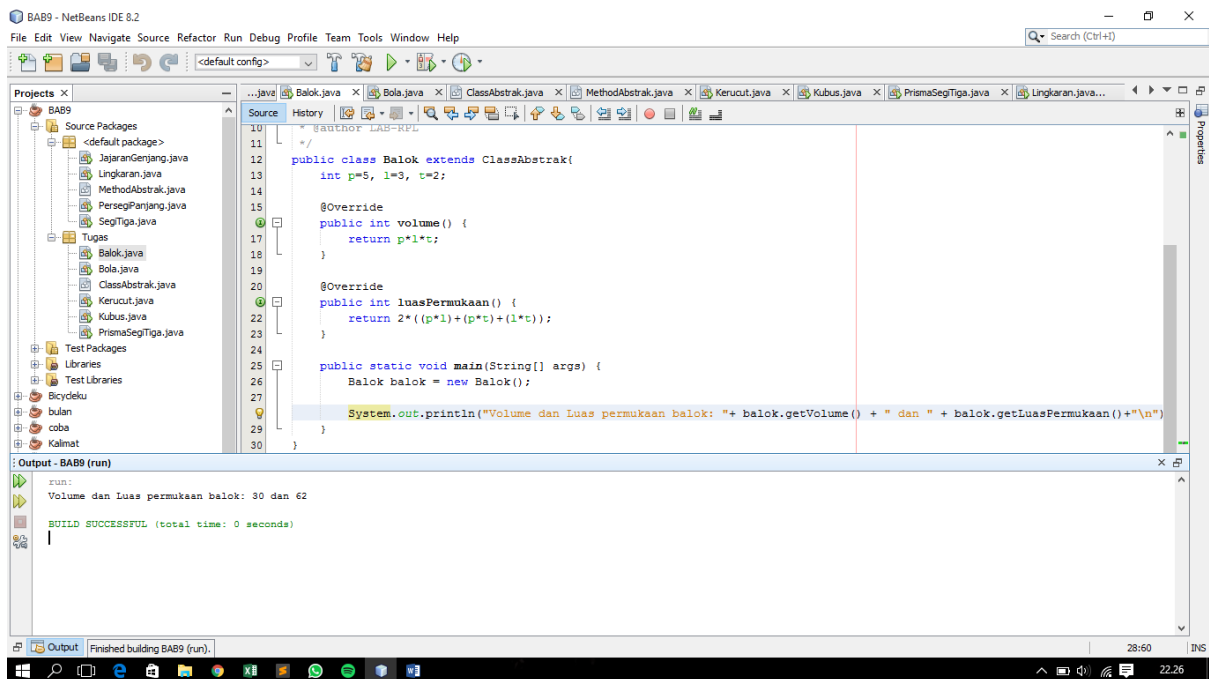 BAB9 - NetBeans IDE 8.2
File Edit View Navigate Source Refactor Run Debug Profile Team Tools Window Help
Search (Ctrl+I)
<default config>
Projects
...java Balok.java Bola.java ClassAbstrak.java MethodAbstrak.java Kerucut.java Kubus.java PrismaSegiTiga.java Lingkaran.java...
BAB9
Source Packages
<default package>
JajaranGenjang.java
Lingkaran.java
MethodAbstrak.java
PersegiPanjang.java
SegiTiga.java
Tugas
Balok.java
Bola.java
ClassAbstrak.java
Kerucut.java
Kubus.java
PrismaSegiTiga.java
Test Packages
Libraries
Test Libraries
Bicycleku
bulan
coba
Kalimat
Source History
10 * @author LAB-RPL
11 */
12 public class Balok extends ClassAbstrak{
13 int p=5, l=3, t=2;
14
15 @Override
public int volume() {
17 return p*l*t;
18 }
19
20 @Override
public int luasPermukaan() {
22 return 2*((p*l)+(p*t)+(l*t));
23 }
24
25 public static void main(String[] args) {
26 Balok balok = new Balok();
27
System.out.println("Volume dan Luas permukaan balok: "+ balok.getVolume() + " dan " + balok.getLuasPermukaan()+"\n")
29 }
30 }
Properties
Output - BAB9 (run)
run:
Volume dan Luas permukaan balok: 30 dan 62
BUILD SUCCESSFUL (total time: 0 seconds)
Output
Finished building BAB9 (run).
28:60 INS
22.26